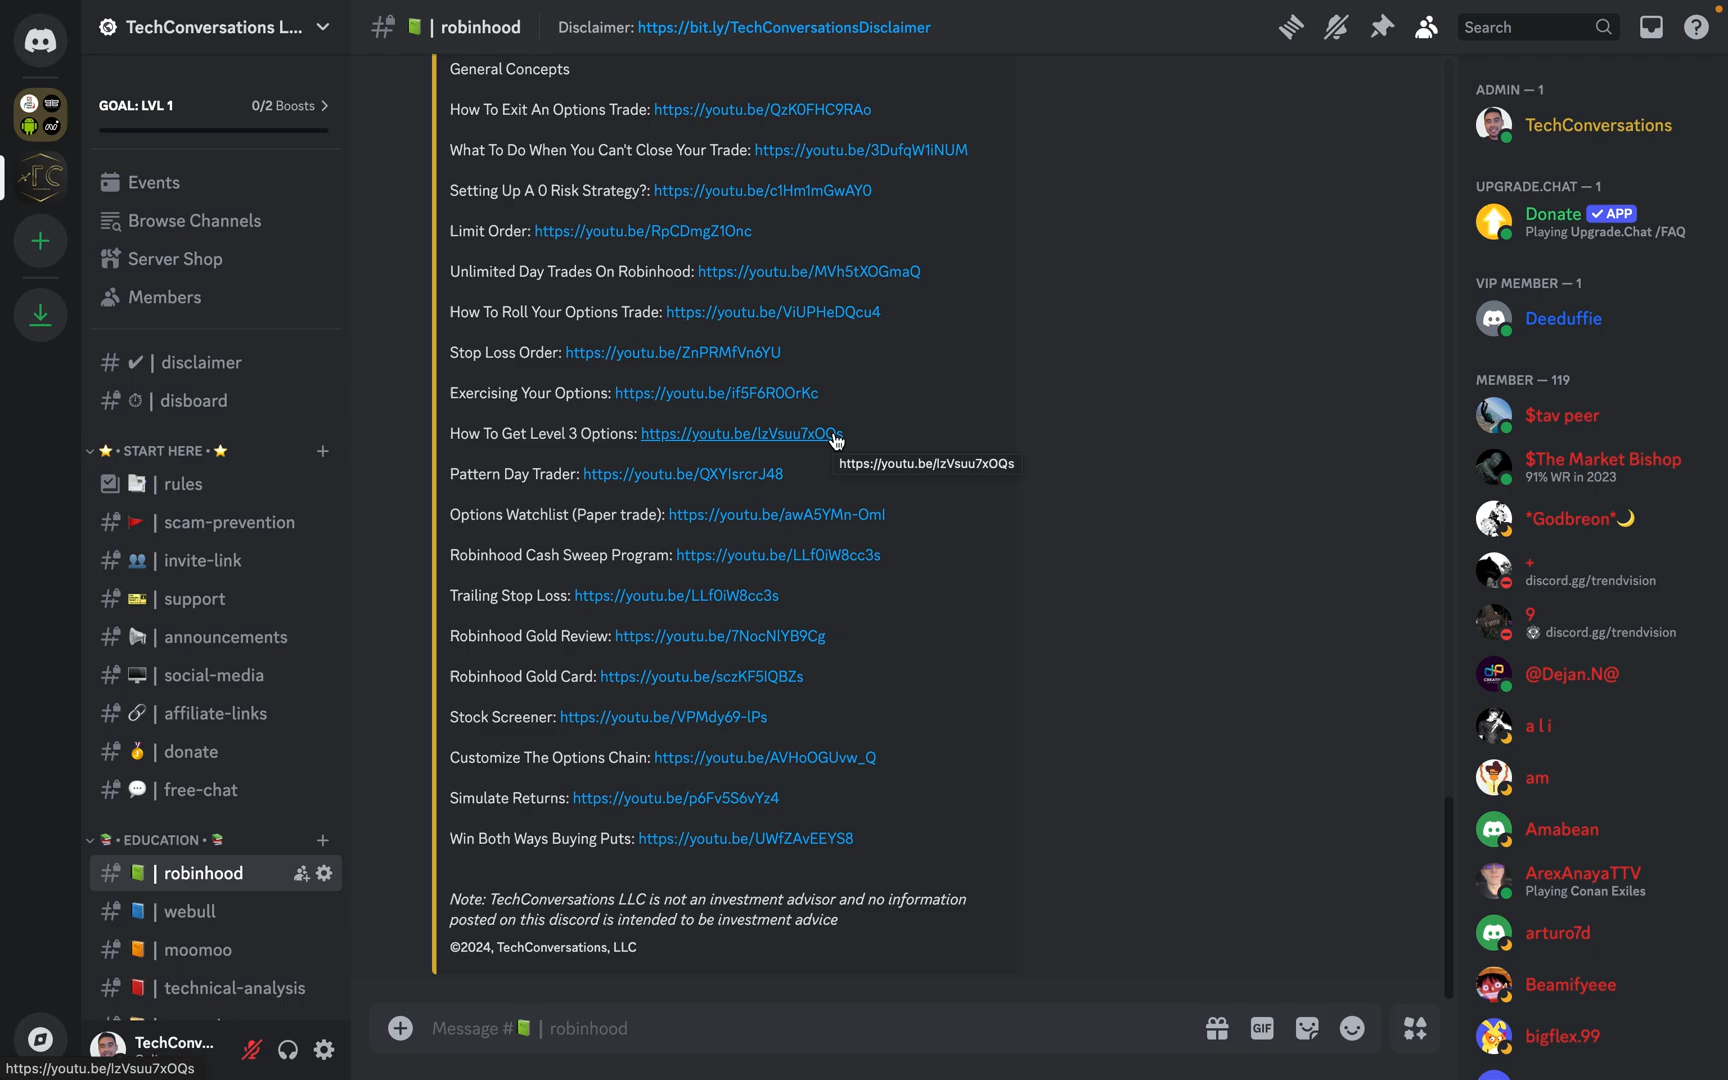 TechConversations L...
GOAL: LVL 1
0/2 Boosts
Events
Browse Channels
Server Shop
Members
disclaimer
disboard
• START HERE •
rules
scam-prevention
invite-link
support
announcements
social-media
affiliate-links
donate
free-chat
• EDUCATION •
robinhood
webull
moomoo
technical-analysis
TechConv...
https://youtu.be/lzVsuu7xOQs
| robinhood
Disclaimer: https://bit.ly/TechConversationsDisclaimer
Search
General Concepts
How To Exit An Options Trade: https://youtu.be/QzK0FHC9RAo
What To Do When You Can't Close Your Trade: https://youtu.be/3DufqW1iNUM
Setting Up A 0 Risk Strategy?: https://youtu.be/c1Hm1mGwAY0
Limit Order: https://youtu.be/RpCDmgZ1Onc
Unlimited Day Trades On Robinhood: https://youtu.be/MVh5tXOGmaQ
How To Roll Your Options Trade: https://youtu.be/ViUPHeDQcu4
Stop Loss Order: https://youtu.be/ZnPRMfVn6YU
Exercising Your Options: https://youtu.be/if5F6R0OrKc
How To Get Level 3 Options: https://youtu.be/lzVsuu7xOQs
https://youtu.be/lzVsuu7xOQs
Pattern Day Trader: https://youtu.be/QXYIsrcrJ48
Options Watchlist (Paper trade): https://youtu.be/awA5YMn-OmI
Robinhood Cash Sweep Program: https://youtu.be/LLf0iW8cc3s
Trailing Stop Loss: https://youtu.be/LLf0iW8cc3s
Robinhood Gold Review: https://youtu.be/7NocNlYB9Cg
Robinhood Gold Card: https://youtu.be/sczKF5IQBZs
Stock Screener: https://youtu.be/VPMdy69-lPs
Customize The Options Chain: https://youtu.be/AVHoOGUvw_Q
Simulate Returns: https://youtu.be/p6Fv5S6vYz4
Win Both Ways Buying Puts: https://youtu.be/UWfZAvEEYS8
Note: TechConversations LLC is not an investment advisor and no information
posted on this discord is intended to be investment advice
©2024, TechConversations, LLC
Message # | robinhood
GIF
ADMIN — 1
TechConversations
UPGRADE.CHAT — 1
Donate ✓ APP
Playing Upgrade.Chat /FAQ
VIP MEMBER — 1
Deeduffie
MEMBER — 119
$tav peer
$The Market Bishop
91% WR in 2023
*Godbreon*🌙
+
discord.gg/trendvision
9
discord.gg/trendvision
@Dejan.N@
a l i
am
Amabean
ArexAnayaTTV
Playing Conan Exiles
arturo7d
Beamifyeee
bigflex.99